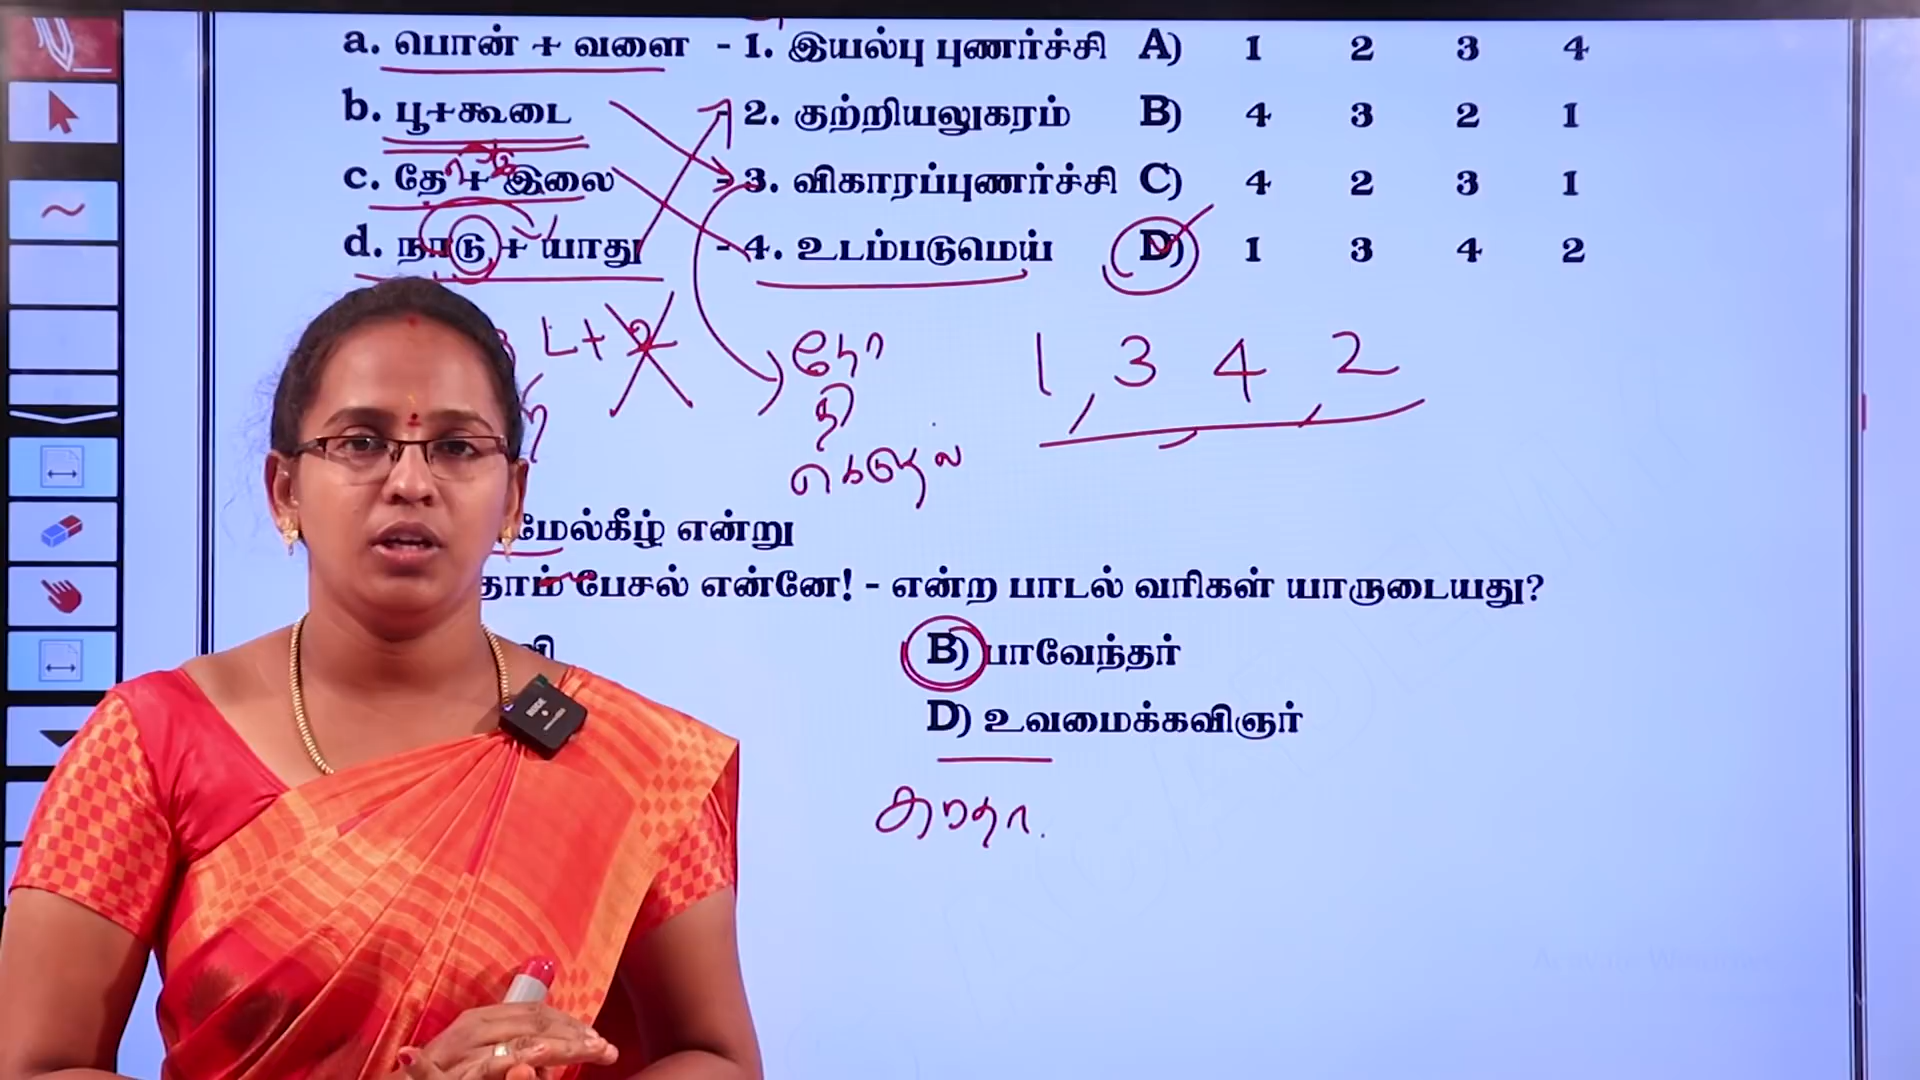 a. பொன் + வளை - 1. இயல்பு புணர்ச்சி A) 1 2 3 4
b. பூ+கூடை - 2. குற்றியலுகரம் B) 4 3 2 1
c. தே + இலை - 3. விகாரப்புணர்ச்சி C) 4 2 3 1
d. நாடு + யாது - 4. உடம்படுமெய் D) 1 3 4 2
ட்+உ
தோ
தி
கெடுதல்
1, 3 4, 2
மேல்கீழ் என்று
தாம் பேசல் என்னே! - என்ற பாடல் வரிகள் யாருடையது?
B) பாவேந்தர்
D) உவமைக்கவிஞர்
சுரதா.